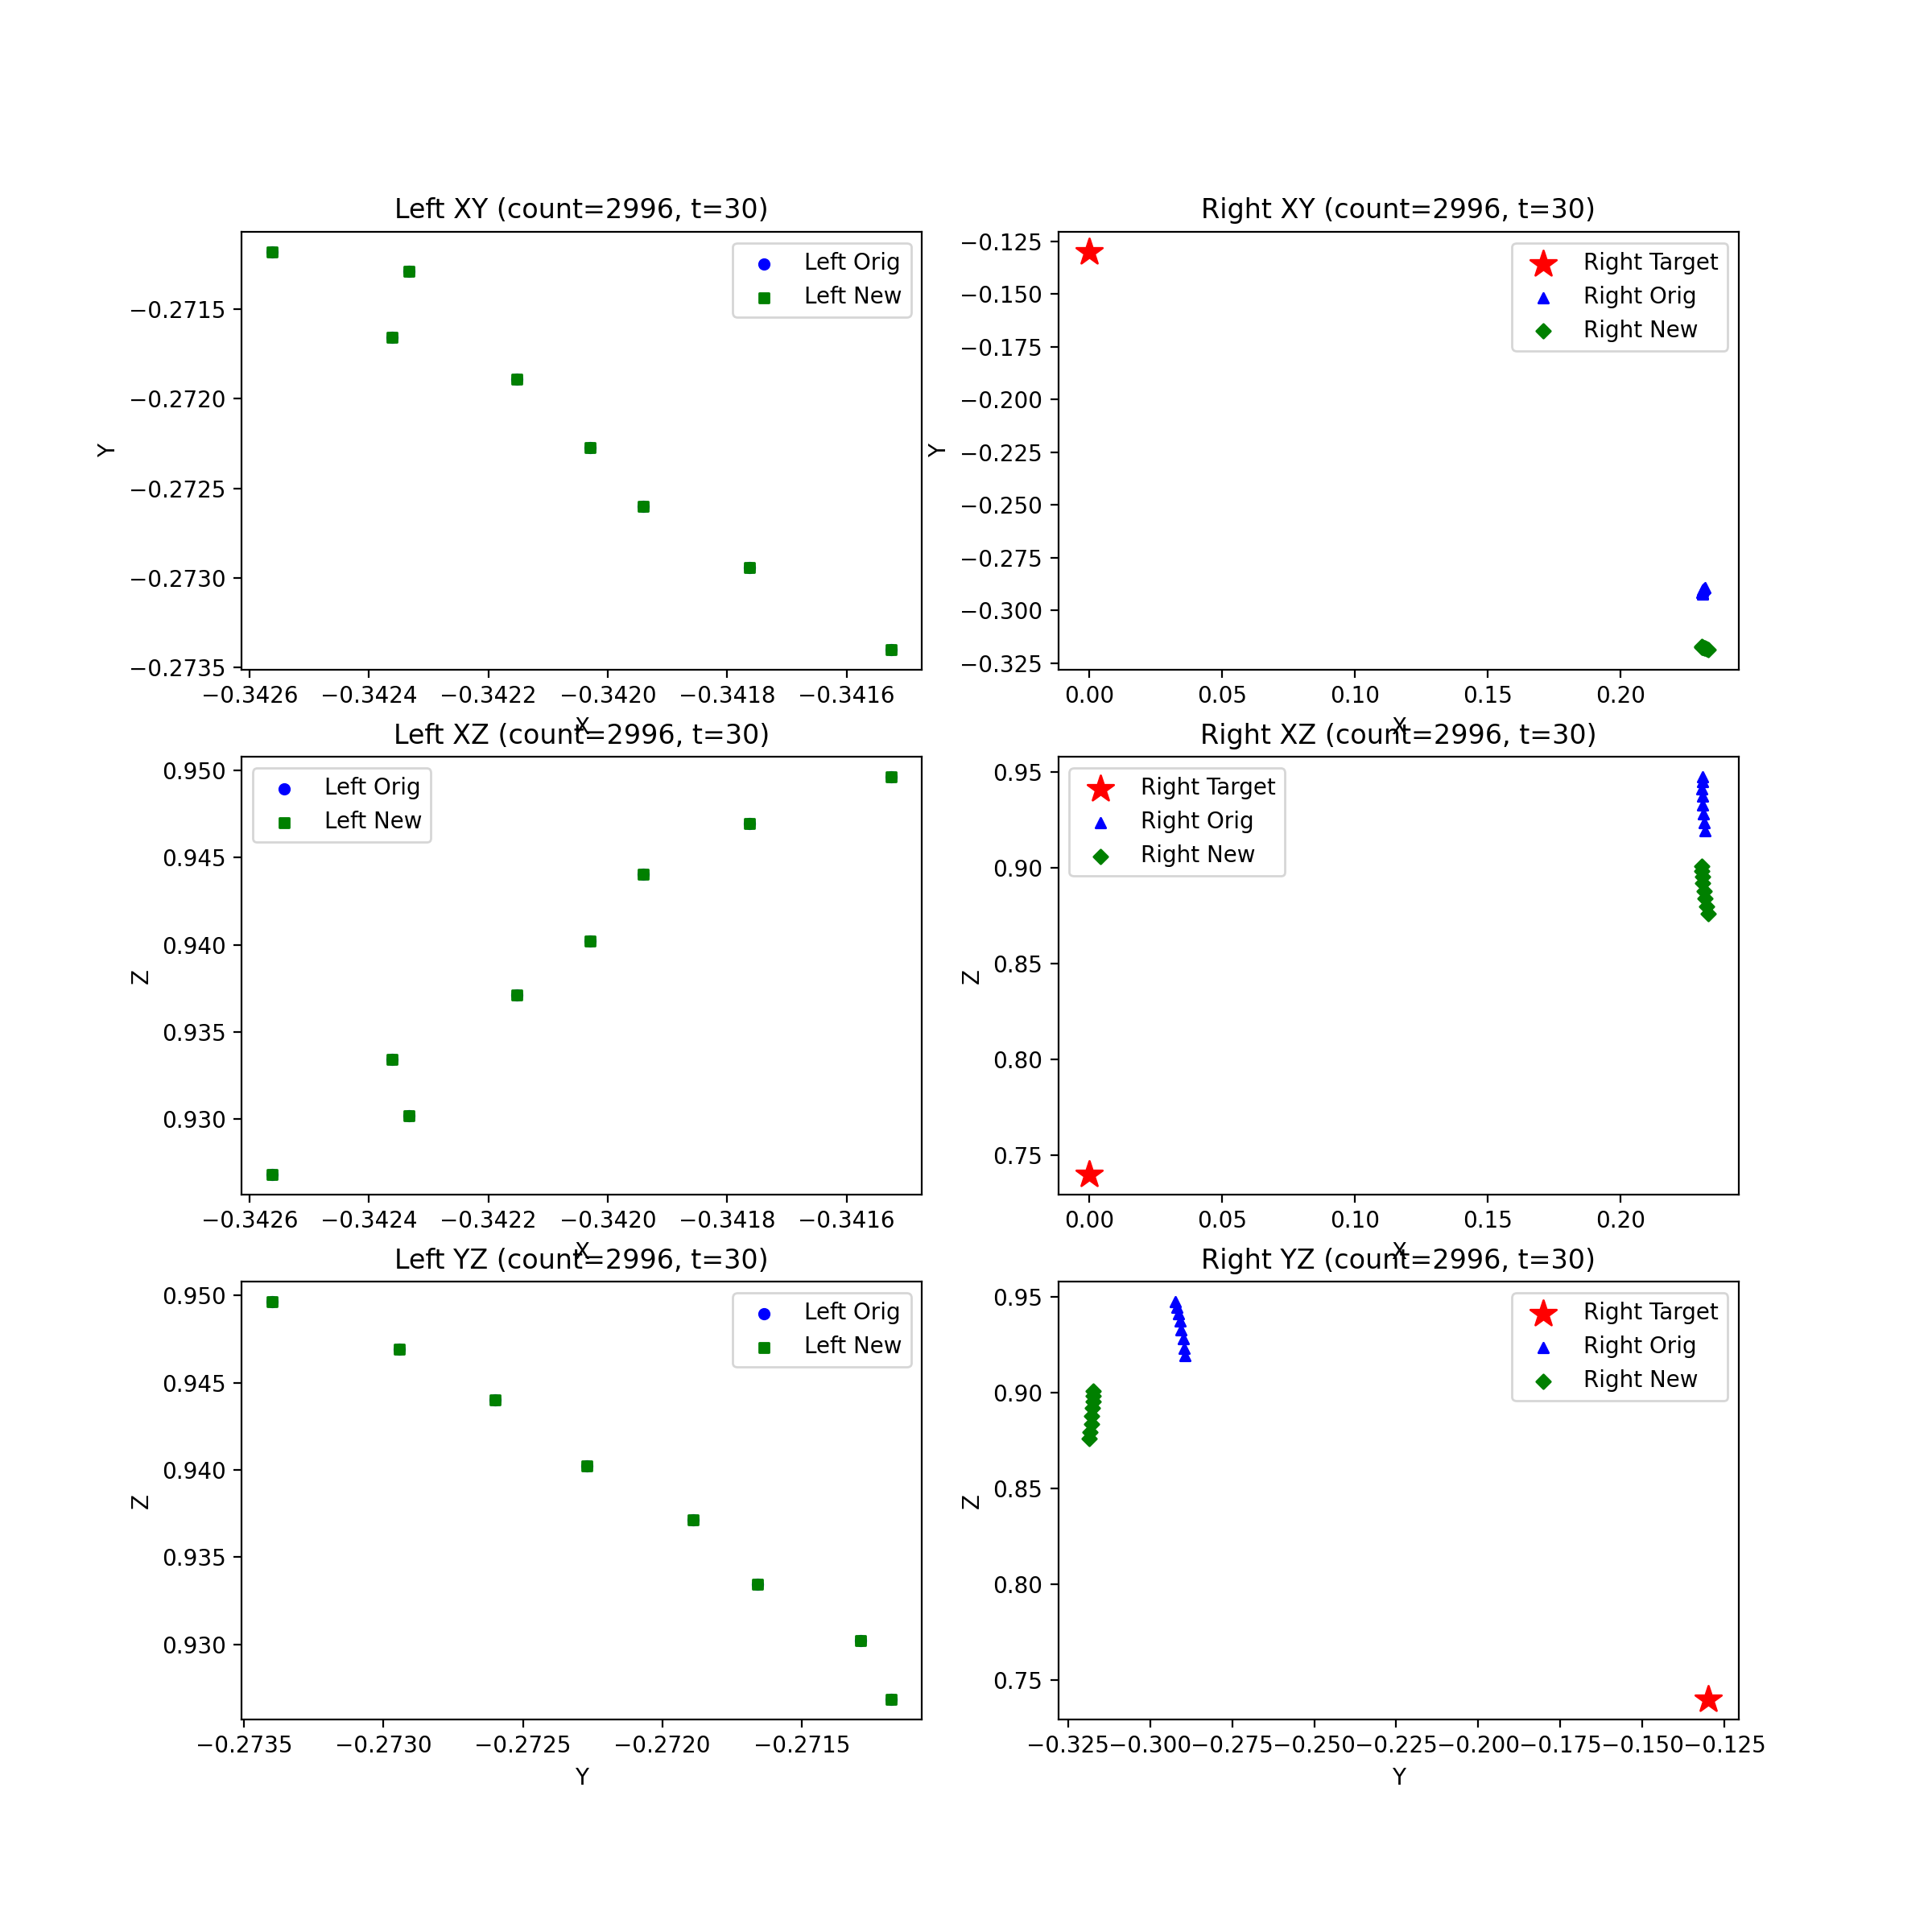 Left XY (count=2996, t=30)
Left Orig
Left New
−0.2715
−0.2720
−0.2725
−0.2730
−0.2735
Y
−0.3426 −0.3424 −0.3422 −0.3420 −0.3418 −0.3416
X
Right XY (count=2996, t=30)
Right Target
Right Orig
Right New
−0.125
−0.150
−0.175
−0.200
−0.225
−0.250
−0.275
−0.300
−0.325
Y
0.00 0.05 0.10 0.15 0.20
X
Left XZ (count=2996, t=30)
Left Orig
Left New
0.950
0.945
0.940
0.935
0.930
Z
−0.3426 −0.3424 −0.3422 −0.3420 −0.3418 −0.3416
X
Right XZ (count=2996, t=30)
Right Target
Right Orig
Right New
0.95
0.90
0.85
0.80
0.75
Z
0.00 0.05 0.10 0.15 0.20
X
Left YZ (count=2996, t=30)
Left Orig
Left New
0.950
0.945
0.940
0.935
0.930
Z
−0.2735 −0.2730 −0.2725 −0.2720 −0.2715
Y
Right YZ (count=2996, t=30)
Right Target
Right Orig
Right New
0.95
0.90
0.85
0.80
0.75
Z
−0.325 −0.300 −0.275 −0.250 −0.225 −0.200 −0.175 −0.150 −0.125
Y